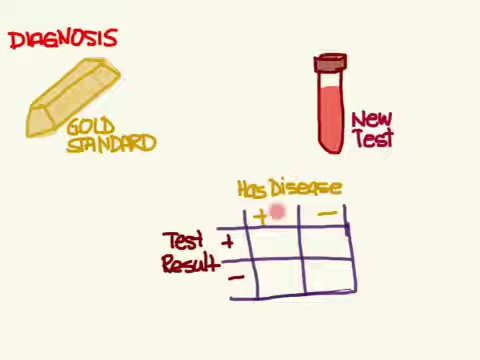 DIAGNOSIS
GOLD
STANDARD
New
Test
Has Disease
+ −
Test +
Result
−